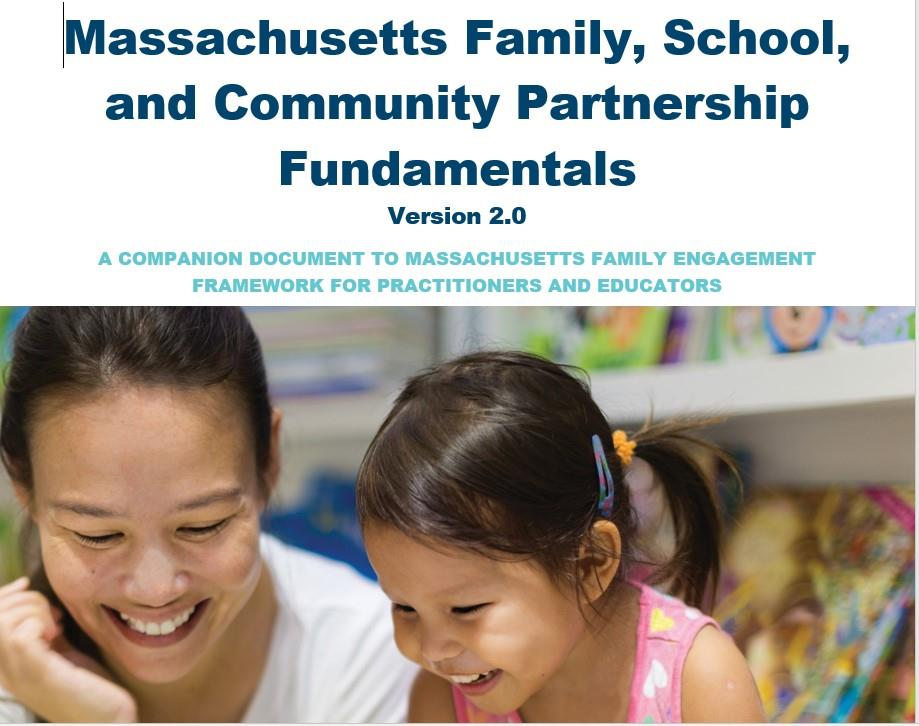 Massachusetts Family, School,
and Community Partnership
Fundamentals
Version 2.0
A COMPANION DOCUMENT TO MASSACHUSETTS FAMILY ENGAGEMENT
FRAMEWORK FOR PRACTITIONERS AND EDUCATORS